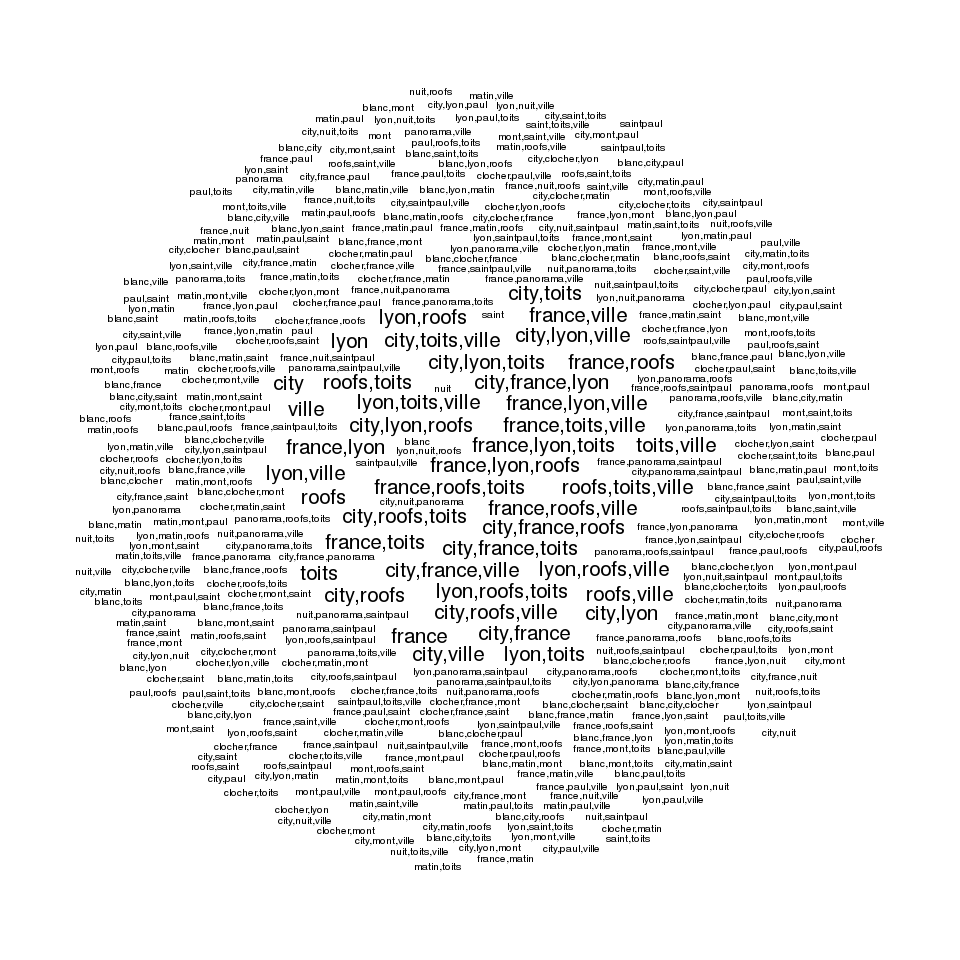 nuit,roofs matin,ville
blanc,mont city,lyon,paul lyon,nuit,ville
matin,paul lyon,nuit,toits lyon,paul,toits city,saint,toits
saint,toits,ville saintpaul
city,nuit,toits mont panorama,ville mont,saint,ville city,mont,paul
paul,roofs,toits matin,roofs,ville saintpaul,toits
blanc,city city,mont,saint blanc,saint,toits
france,paul roofs,saint,ville blanc,lyon,roofs city,clocher,lyon blanc,city,paul
lyon,saint
panorama city,france,paul france,paul,toits clocher,paul,ville roofs,saint,toits
paul,toits city,matin,ville blanc,matin,ville blanc,lyon,matin france,nuit,roofs saint,ville city,matin,paul
mont,roofs,ville
france,nuit,toits city,saintpaul,ville city,clocher,matin
mont,toits,ville matin,paul,roofs clocher,lyon,roofs city,clocher,toits city,saintpaul
blanc,city,ville blanc,matin,roofs city,clocher,france france,lyon,mont blanc,lyon,paul
france,nuit blanc,lyon,saint france,matin,paul france,matin,roofs city,nuit,saintpaul matin,saint,toits nuit,roofs,ville
matin,mont matin,paul,saint blanc,france,mont lyon,saintpaul,toits france,mont,saint lyon,matin,paul
city,clocher blanc,paul,saint clocher,matin,paul lyon,panorama,ville clocher,lyon,matin france,mont,ville paul,ville
lyon,saint,ville city,france,matin clocher,france,ville blanc,clocher,france blanc,clocher,matin blanc,roofs,saint city,matin,toits
france,saintpaul,ville nuit,panorama,toits clocher,saint,ville city,mont,roofs
blanc,ville panorama,toits france,matin,toits clocher,france,matin france,panorama,ville nuit,saintpaul,toits paul,roofs,ville
paul,saint matin,mont,ville clocher,lyon,mont france,nuit,panorama city,toits lyon,nuit,panorama city,clocher,paul city,lyon,saint
lyon,matin france,lyon,paul clocher,france,paul france,panorama,toits clocher,lyon,paul city,paul,saint
blanc,saint matin,roofs,toits clocher,france,roofs lyon,roofs saint france,ville france,matin,saint blanc,mont,ville
city,saint,ville france,lyon,matin paul city,lyon,ville clocher,france,lyon mont,roofs,toits
lyon,paul blanc,roofs,ville clocher,roofs,saint lyon city,toits,ville roofs,saintpaul,ville paul,roofs,saint
city,paul,toits blanc,matin,saint france,nuit,saintpaul city,lyon,toits france,roofs blanc,france,paul blanc,lyon,ville
mont,roofs matin clocher,roofs,ville panorama,saintpaul,ville clocher,paul,saint blanc,toits,ville
blanc,france clocher,mont,ville city roofs,toits nuit city,france,lyon lyon,panorama,roofs
france,roofs,saintpaul panorama,roofs mont,paul
blanc,city,saint matin,mont,saint lyon,toits,ville france,lyon,ville panorama,roofs,ville blanc,city,matin
city,mont,toits clocher,mont,paul ville city,france,saintpaul mont,saint,toits
blanc,roofs france,saint,toits
matin,roofs blanc,paul,roofs france,saintpaul,toits city,lyon,roofs france,toits,ville lyon,panorama,toits lyon,matin,saint
lyon,matin,ville blanc,clocher,ville france,lyon blanc france,lyon,toits toits,ville clocher,lyon,saint clocher,paul
city,lyon,saintpaul lyon,nuit,roofs clocher,saint,toits blanc,paul
clocher,roofs clocher,lyon,toits saintpaul,ville france,lyon,roofs france,panorama,saintpaul
city,nuit,roofs blanc,france,ville lyon,ville city,panorama,saintpaul blanc,matin,paul mont,toits
blanc,clocher matin,mont,roofs paul,saint,ville
france,roofs,toits roofs,toits,ville blanc,france,saint
city,france,saint blanc,clocher,mont roofs city,nuit,panorama city,saintpaul,toits lyon,mont,toits
lyon,panorama clocher,matin,saint france,roofs,ville roofs,saintpaul,toits blanc,saint,ville
blanc,matin matin,mont,paul panorama,roofs,toits city,roofs,toits lyon,matin,mont mont,ville
city,france,roofs france,lyon,panorama
nuit,toits lyon,matin,roofs nuit,panorama,ville city,clocher,roofs
lyon,mont,saint city,panorama,toits france,toits city,france,toits france,lyon,saintpaul clocher
matin,toits,ville france,panorama city,france,panorama panorama,roofs,saintpaul france,paul,roofs city,paul,roofs
nuit,ville city,clocher,ville blanc,france,roofs toits city,france,ville lyon,roofs,ville blanc,clocher,lyon lyon,mont,paul
lyon,nuit,saintpaul mont,paul,toits
blanc,lyon,toits clocher,roofs,toits blanc,clocher,toits lyon,paul,roofs
city,matin mont,paul,saint clocher,mont,saint city,roofs lyon,roofs,toits roofs,ville
blanc,toits blanc,france,toits clocher,matin,toits nuit,panorama
city,panorama nuit,panorama,saintpaul city,roofs,ville city,lyon france,matin,mont blanc,city,mont
matin,saint blanc,mont,saint
france,saint matin,roofs,saint panorama,saintpaul france city,france city,panorama,ville city,roofs,saint
france,mont lyon,roofs,saintpaul france,panorama,roofs blanc,roofs,toits
city,lyon,nuit city,clocher,mont panorama,toits,ville city,ville lyon,toits nuit,roofs,saintpaul clocher,paul,toits lyon,mont
blanc,lyon clocher,lyon,ville clocher,matin,mont blanc,clocher,roofs france,lyon,nuit city,mont
clocher,saint blanc,matin,toits city,roofs,saintpaul lyon,panorama,saintpaul city,panorama,roofs clocher,mont,toits city,france,nuit
panorama,saintpaul,toits city,lyon,panorama blanc,city,france
paul,roofs paul,saint,toits blanc,mont,roofs clocher,france,toits nuit,panorama,roofs clocher,matin,roofs blanc,lyon,mont nuit,roofs,toits
clocher,ville city,clocher,saint saintpaul,toits,ville clocher,france,mont blanc,clocher,saint blanc,city,clocher lyon,saintpaul
blanc,city,lyon france,saint,ville france,paul,saint clocher,france,saint blanc,france,matin france,lyon,saint paul,toits,ville
mont,saint lyon,roofs,saint clocher,matin,ville clocher,mont,roofs blanc,clocher,paul lyon,saintpaul,ville france,roofs,saint lyon,mont,roofs city,nuit
blanc,france,lyon lyon,matin,toits
clocher,france france,saintpaul nuit,saintpaul,ville france,mont,roofs france,mont,toits blanc,paul,ville
city,saint clocher,toits,ville france,mont,paul clocher,paul,roofs
roofs,saint roofs,saintpaul mont,roofs,saint blanc,matin,mont blanc,mont,toits city,matin,saint
city,paul city,lyon,matin matin,mont,toits blanc,mont,paul france,matin,ville blanc,paul,toits
clocher,toits mont,paul,ville mont,paul,roofs france,paul,ville lyon,paul,saint lyon,nuit
matin,saint,ville city,france,mont france,nuit,ville lyon,paul,ville
clocher,lyon matin,paul,toits matin,paul,ville
city,nuit,ville city,matin,mont blanc,city,roofs nuit,saintpaul
clocher,mont city,matin,roofs lyon,saint,toits clocher,matin
city,mont,ville blanc,city,toits lyon,mont,ville saint,toits
nuit,toits,ville city,lyon,mont city,paul,ville
france,matin
matin,toits